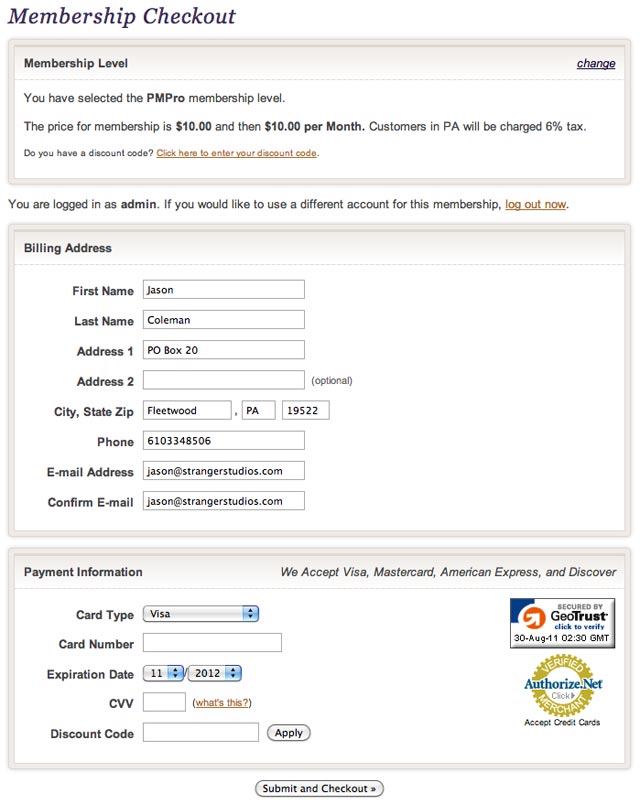 Membership Checkout
Membership Level
change
You have selected the PMPro membership level.
The price for membership is $10.00 and then $10.00 per Month. Customers in PA will be charged 6% tax.
Do you have a discount code? Click here to enter your discount code.
You are logged in as admin. If you would like to use a different account for this membership, log out now.
Billing Address
First Name Jason
Last Name Coleman
Address 1 PO Box 20
Address 2 (optional)
City, State Zip Fleetwood , PA 19522
Phone 6103348506
E-mail Address jason@strangerstudios.com
Confirm E-mail jason@strangerstudios.com
Payment Information We Accept Visa, Mastercard, American Express, and Discover
Card Type Visa
Card Number
Expiration Date 11 / 2012
CVV (what's this?)
Discount Code Apply
SECURED BY
GeoTrust
click to verify
30-Aug-11 02:30 GMT
VERIFIED
Authorize.Net
Click
MERCHANT
Accept Credit Cards
Submit and Checkout »